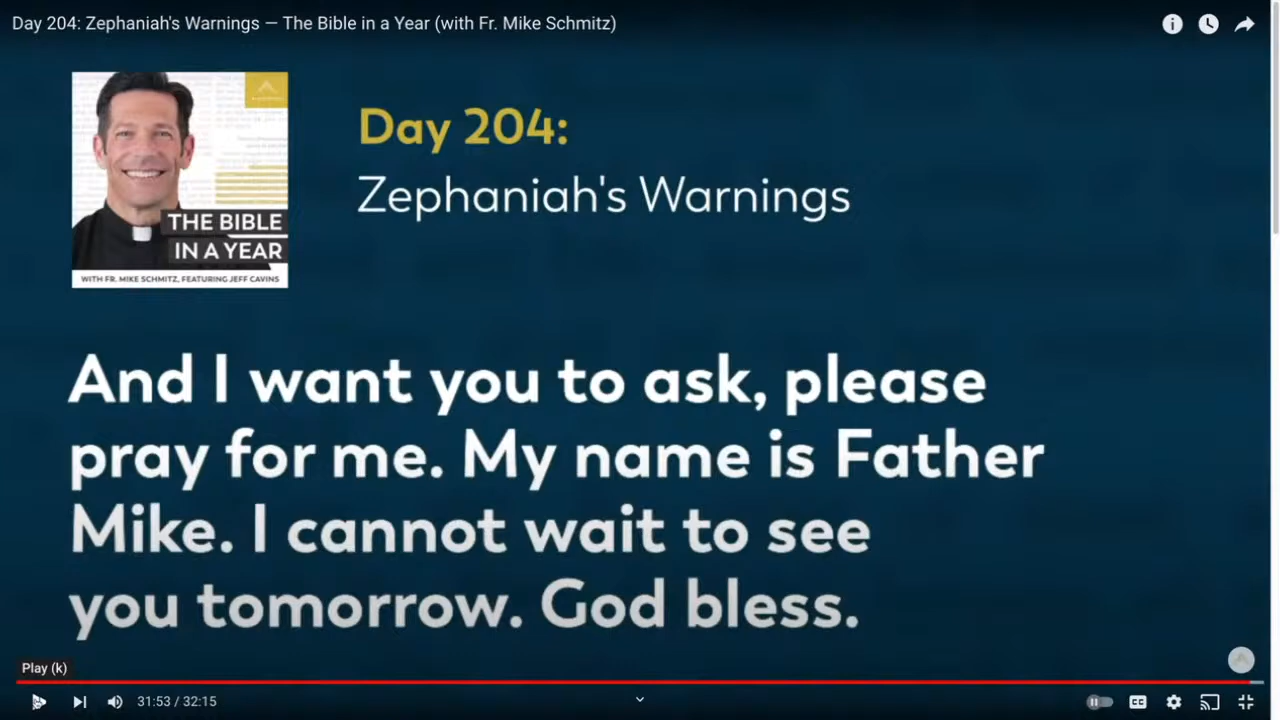 Day 204: Zephaniah's Warnings — The Bible in a Year (with Fr. Mike Schmitz)
THE BIBLE
IN A YEAR
WITH FR. MIKE SCHMITZ, FEATURING JEFF CAVINS
Day 204:
Zephaniah's Warnings
And I want you to ask, please
pray for me. My name is Father
Mike. I cannot wait to see
you tomorrow. God bless.
Play (k)
31:53 / 32:15
CC